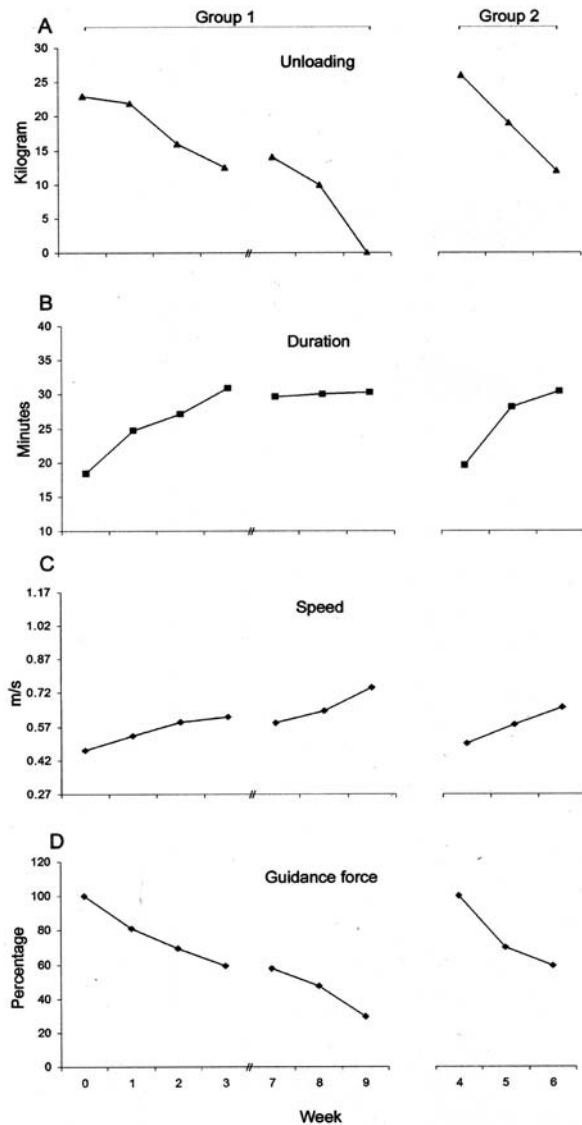 Group 1 Group 2
A
Unloading
Kilogram
30
25
20
15
10
5
0
B
Duration
Minutes
40
35
30
25
20
15
10
C
Speed
m/s
1.17
1.02
0.87
0.72
0.57
0.42
0.27
D
Guidance force
Percentage
120
100
80
60
40
20
0
0 1 2 3 7 8 9 4 5 6
Week